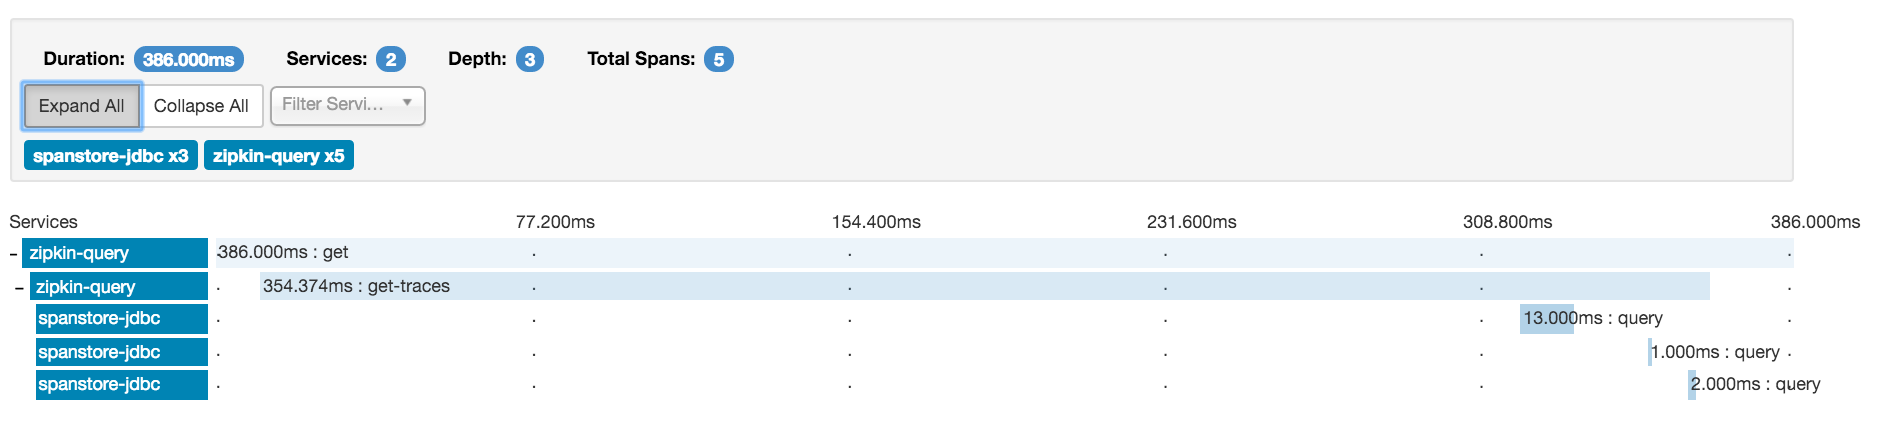 Duration: 386.000ms Services: 2 Depth: 3 Total Spans: 5
Expand All Collapse All Filter Servi...
spanstore-jdbc x3 zipkin-query x5
Services 77.200ms 154.400ms 231.600ms 308.800ms 386.000ms
- zipkin-query 386.000ms : get
- zipkin-query 354.374ms : get-traces
spanstore-jdbc 13.000ms : query
spanstore-jdbc 1.000ms : query
spanstore-jdbc 2.000ms : query